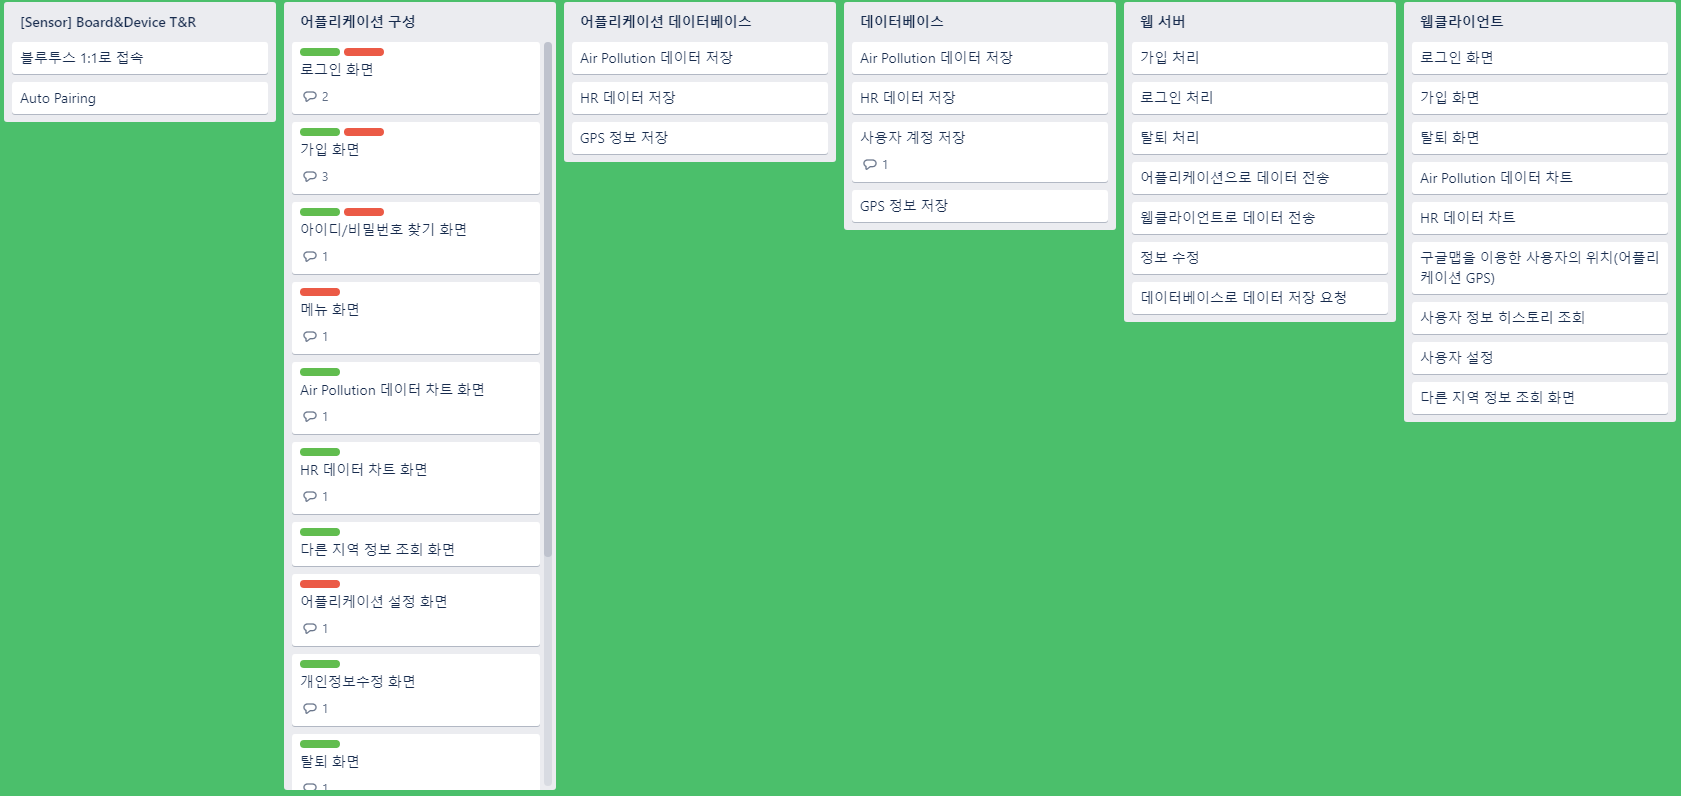 [Sensor] Board&Device T&R
블루투스 1:1로 접속
Auto Pairing
어플리케이션 구성
로그인 화면
2
가입 화면
3
아이디/비밀번호 찾기 화면
1
메뉴 화면
1
Air Pollution 데이터 차트 화면
1
HR 데이터 차트 화면
1
다른 지역 정보 조회 화면
어플리케이션 설정 화면
1
개인정보수정 화면
1
탈퇴 화면
1
어플리케이션 데이터베이스
Air Pollution 데이터 저장
HR 데이터 저장
GPS 정보 저장
데이터베이스
Air Pollution 데이터 저장
HR 데이터 저장
사용자 계정 저장
1
GPS 정보 저장
웹 서버
가입 처리
로그인 처리
탈퇴 처리
어플리케이션으로 데이터 전송
웹클라이언트로 데이터 전송
정보 수정
데이터베이스로 데이터 저장 요청
웹클라이언트
로그인 화면
가입 화면
탈퇴 화면
Air Pollution 데이터 차트
HR 데이터 차트
구글맵을 이용한 사용자의 위치(어플리
케이션 GPS)
사용자 정보 히스토리 조회
사용자 설정
다른 지역 정보 조회 화면